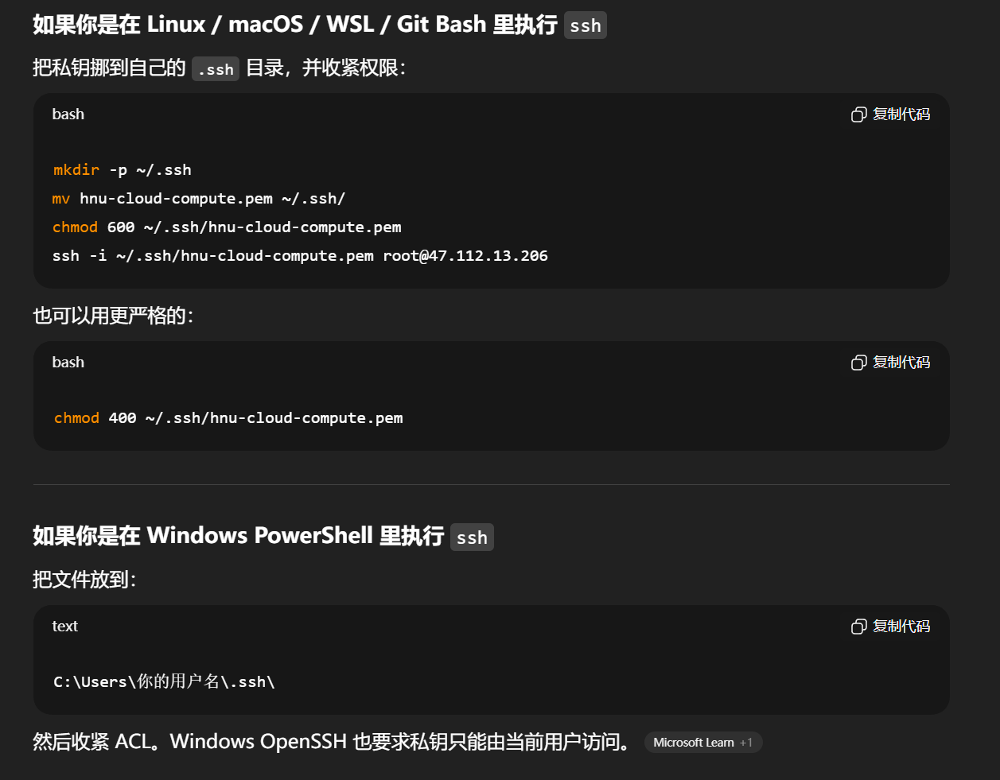 如果你是在 Linux / macOS / WSL / Git Bash 里执行 ssh
把私钥挪到自己的 .ssh 目录，并收紧权限：
bash
复制代码
mkdir -p ~/.ssh
mv hnu-cloud-compute.pem ~/.ssh/
chmod 600 ~/.ssh/hnu-cloud-compute.pem
ssh -i ~/.ssh/hnu-cloud-compute.pem root@47.112.13.206
也可以用更严格的：
bash
复制代码
chmod 400 ~/.ssh/hnu-cloud-compute.pem
如果你是在 Windows PowerShell 里执行 ssh
把文件放到：
text
复制代码
C:\Users\你的用户名\.ssh\
然后收紧 ACL。Windows OpenSSH 也要求私钥只能由当前用户访问。 Microsoft Learn +1